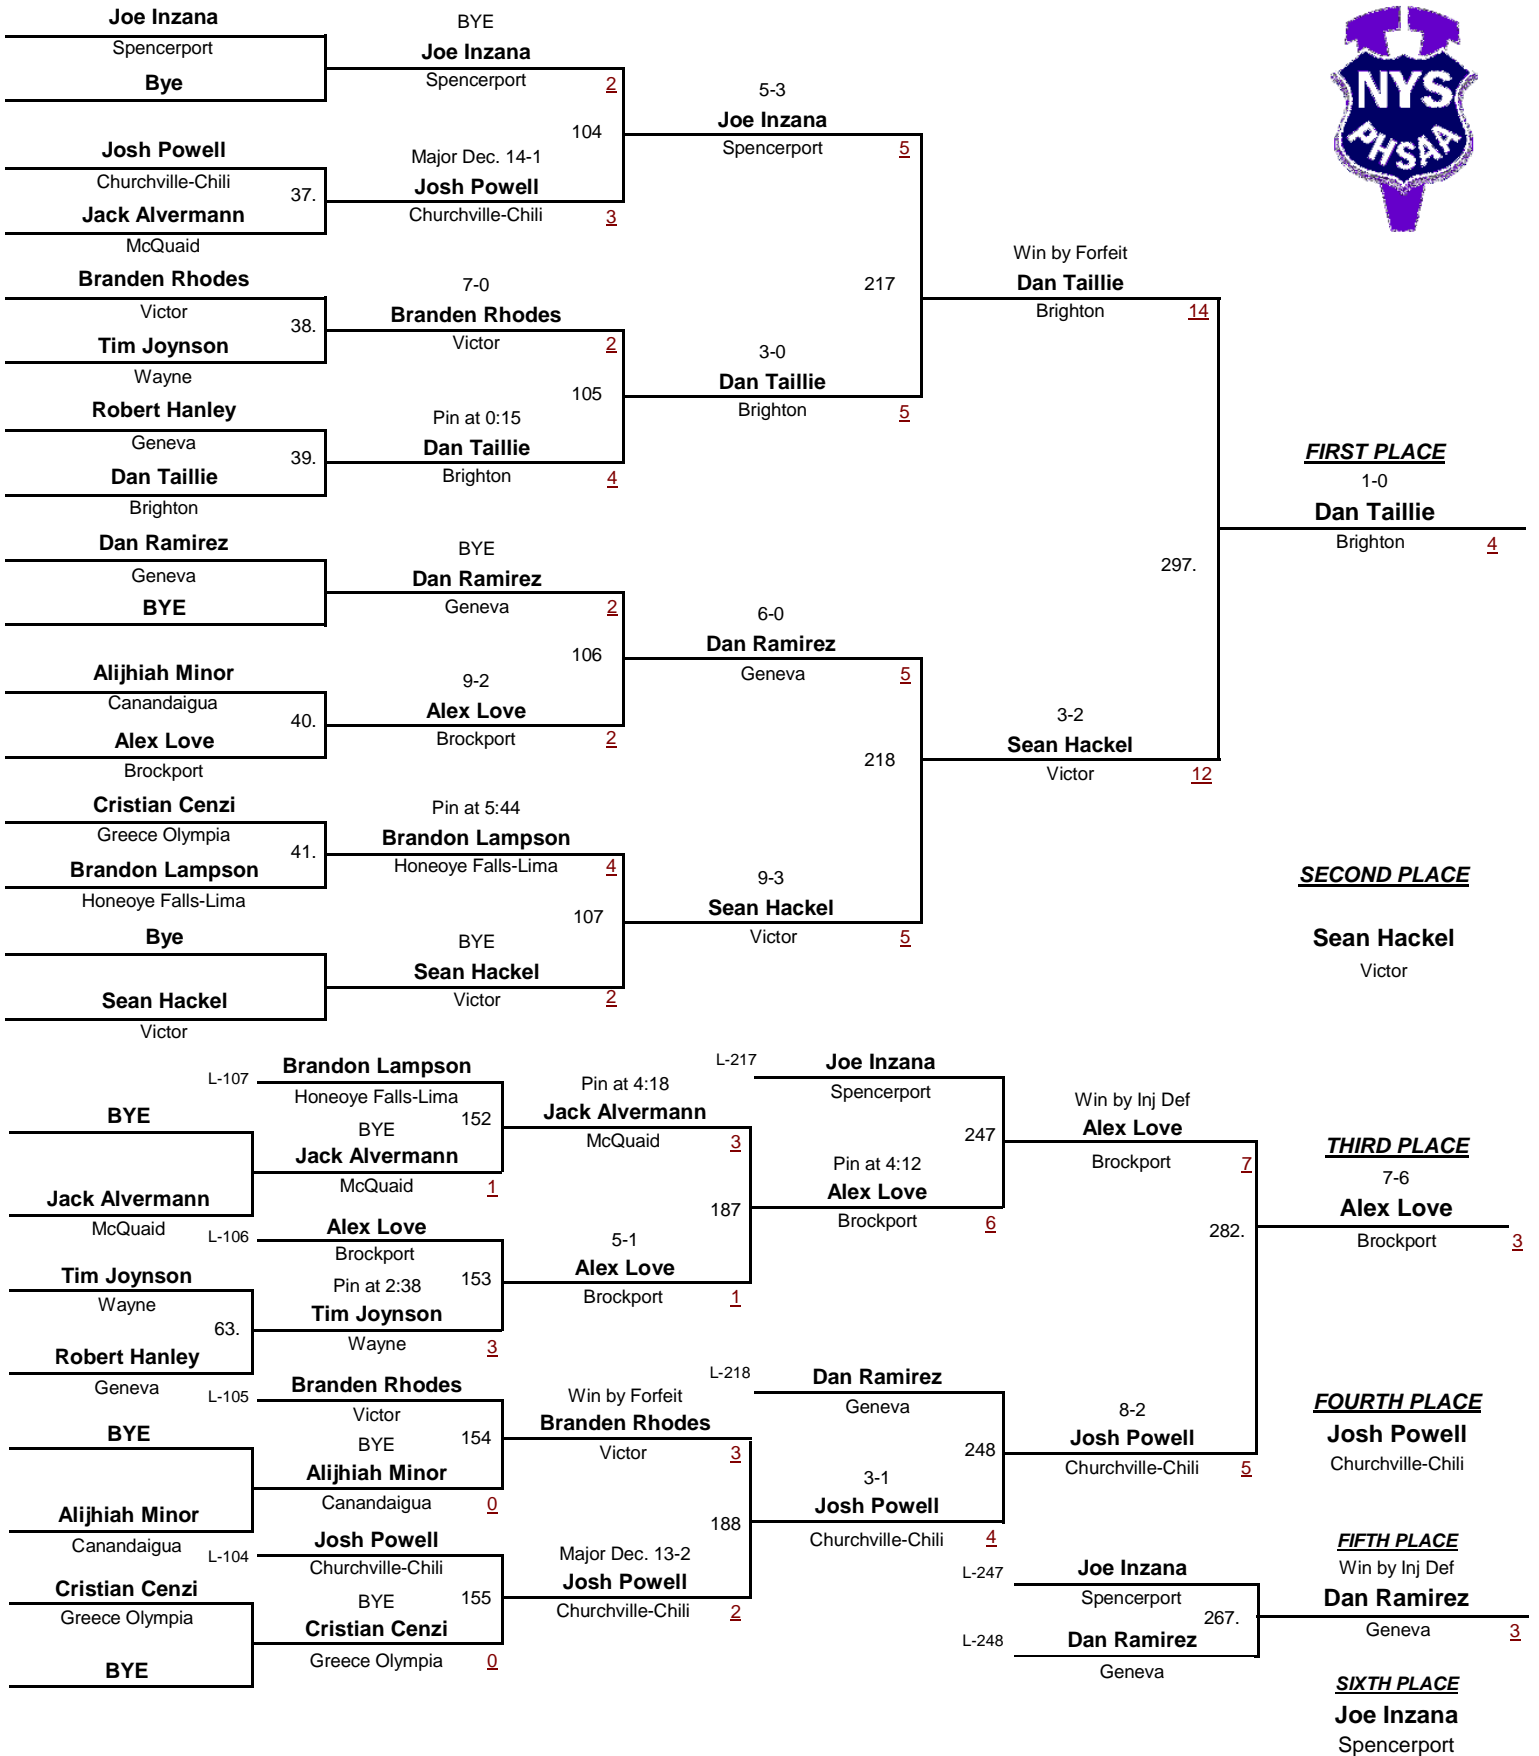 Joe Inzana
Spencerport
Bye
Josh Powell
Churchville-Chili
37.
Jack Alvermann
McQuaid
Branden Rhodes
Victor
38.
Tim Joynson
Wayne
Robert Hanley
Geneva
39.
Dan Taillie
Brighton
Dan Ramirez
Geneva
BYE
Alijhiah Minor
Canandaigua
40.
Alex Love
Brockport
Cristian Cenzi
Greece Olympia
41.
Brandon Lampson
Honeoye Falls-Lima
Bye
Sean Hackel
Victor
BYE
Joe Inzana
Spencerport 2
104
Major Dec. 14-1
Josh Powell
Churchville-Chili 3
7-0
Branden Rhodes
Victor 2
105
Pin at 0:15
Dan Taillie
Brighton 4
BYE
Dan Ramirez
Geneva 2
106
9-2
Alex Love
Brockport 2
Pin at 5:44
Brandon Lampson
Honeoye Falls-Lima 4
107
BYE
Sean Hackel
Victor 2
5-3
Joe Inzana
Spencerport 5
217
3-0
Dan Taillie
Brighton 5
6-0
Dan Ramirez
Geneva 5
218
9-3
Sean Hackel
Victor 5
NYS
PHSAA
Win by Forfeit
Dan Taillie
Brighton 14
297.
3-2
Sean Hackel
Victor 12
FIRST PLACE
1-0
Dan Taillie
Brighton 4
SECOND PLACE
Sean Hackel
Victor
BYE
Jack Alvermann
McQuaid
Tim Joynson
Wayne
63.
Robert Hanley
Geneva
BYE
Alijhiah Minor
Canandaigua
Cristian Cenzi
Greece Olympia
BYE
L-107 Brandon Lampson
Honeoye Falls-Lima
152
BYE
Jack Alvermann
McQuaid 1
L-106 Alex Love
Brockport
153
Pin at 2:38
Tim Joynson
Wayne 3
L-105 Branden Rhodes
Victor
154
BYE
Alijhiah Minor
Canandaigua 0
L-104 Josh Powell
Churchville-Chili
155
BYE
Cristian Cenzi
Greece Olympia 0
Pin at 4:18
Jack Alvermann
McQuaid 3
187
5-1
Alex Love
Brockport 1
Win by Forfeit
Branden Rhodes
Victor 3
188
Major Dec. 13-2
Josh Powell
Churchville-Chili 2
L-217 Joe Inzana
Spencerport
247
Pin at 4:12
Alex Love
Brockport 6
L-218 Dan Ramirez
Geneva
248
3-1
Josh Powell
Churchville-Chili 4
Win by Inj Def
Alex Love
Brockport 7
282.
8-2
Josh Powell
Churchville-Chili 5
L-247 Joe Inzana
Spencerport
267.
L-248 Dan Ramirez
Geneva
THIRD PLACE
7-6
Alex Love
Brockport 3
FOURTH PLACE
Josh Powell
Churchville-Chili
FIFTH PLACE
Win by Inj Def
Dan Ramirez
Geneva 3
SIXTH PLACE
Joe Inzana
Spencerport